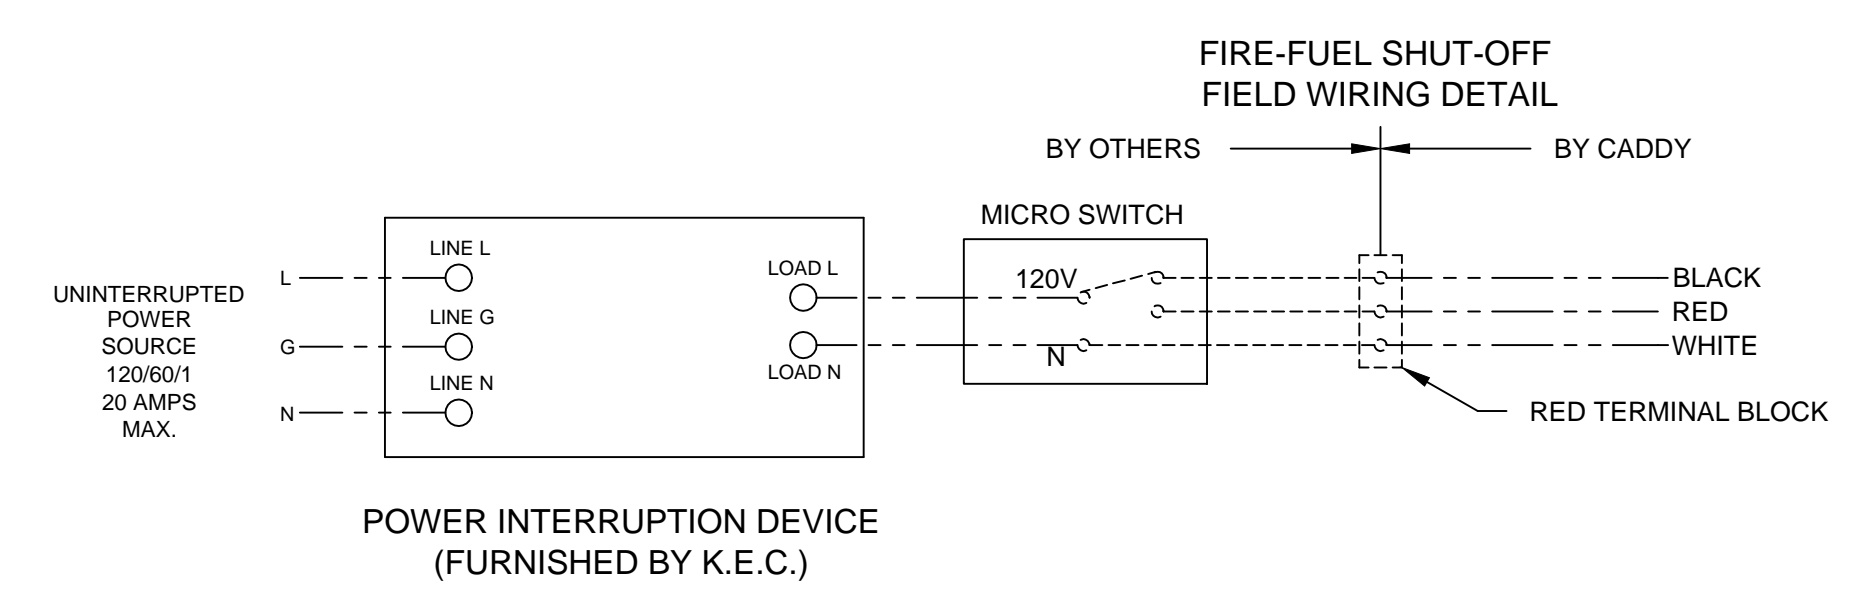 FIRE-FUEL SHUT-OFF
FIELD WIRING DETAIL
BY OTHERS
BY CADDY
MICRO SWITCH
UNINTERRUPTED
POWER
SOURCE
120/60/1
20 AMPS
MAX.
L
G
N
LINE L
LINE G
LINE N
LOAD L
LOAD N
120V
N
BLACK
RED
WHITE
RED TERMINAL BLOCK
POWER INTERRUPTION DEVICE
(FURNISHED BY K.E.C.)